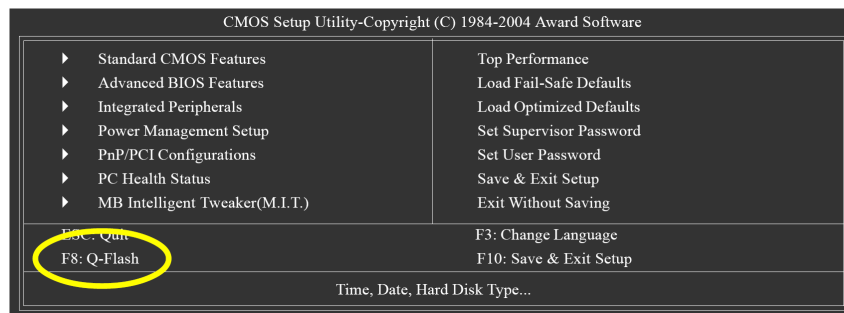 CMOS Setup Utility-Copyright (C) 1984-2004 Award Software
Standard CMOS Features
Advanced BIOS Features
Integrated Peripherals
Power Management Setup
PnP/PCI Configurations
PC Health Status
MB Intelligent Tweaker(M.I.T.)
Top Performance
Load Fail-Safe Defaults
Load Optimized Defaults
Set Supervisor Password
Set User Password
Save & Exit Setup
Exit Without Saving
ESC: Quit
F3: Change Language
F8: Q-Flash
F10: Save & Exit Setup
Time, Date, Hard Disk Type...